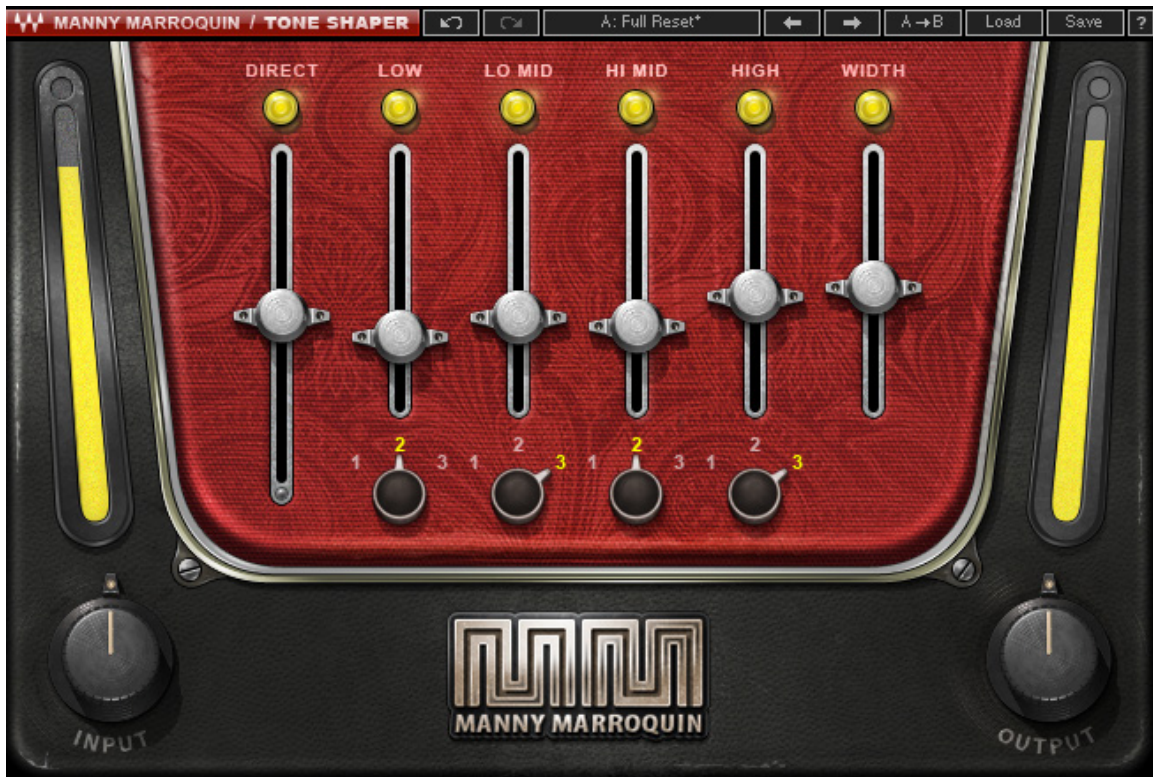 MANNY MARROQUIN / TONE SHAPER A: Full Reset* A→B Load Save ?
DIRECT LOW LO MID HI MID HIGH WIDTH
2 2 2 2
1 3 1 3 1 3 1 3
MANNY MARROQUIN
INPUT OUTPUT